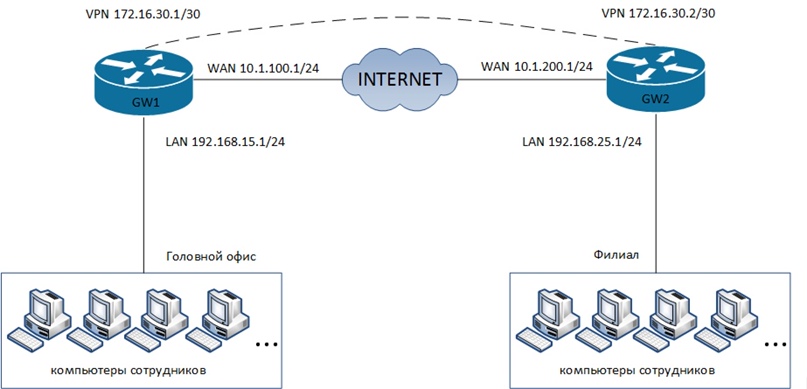 VPN 172.16.30.1/30
VPN 172.16.30.2/30
WAN 10.1.100.1/24
INTERNET
WAN 10.1.200.1/24
GW1
GW2
LAN 192.168.15.1/24
LAN 192.168.25.1/24
Головной офис
Филиал
...
...
компьютеры сотрудников
компьютеры сотрудников